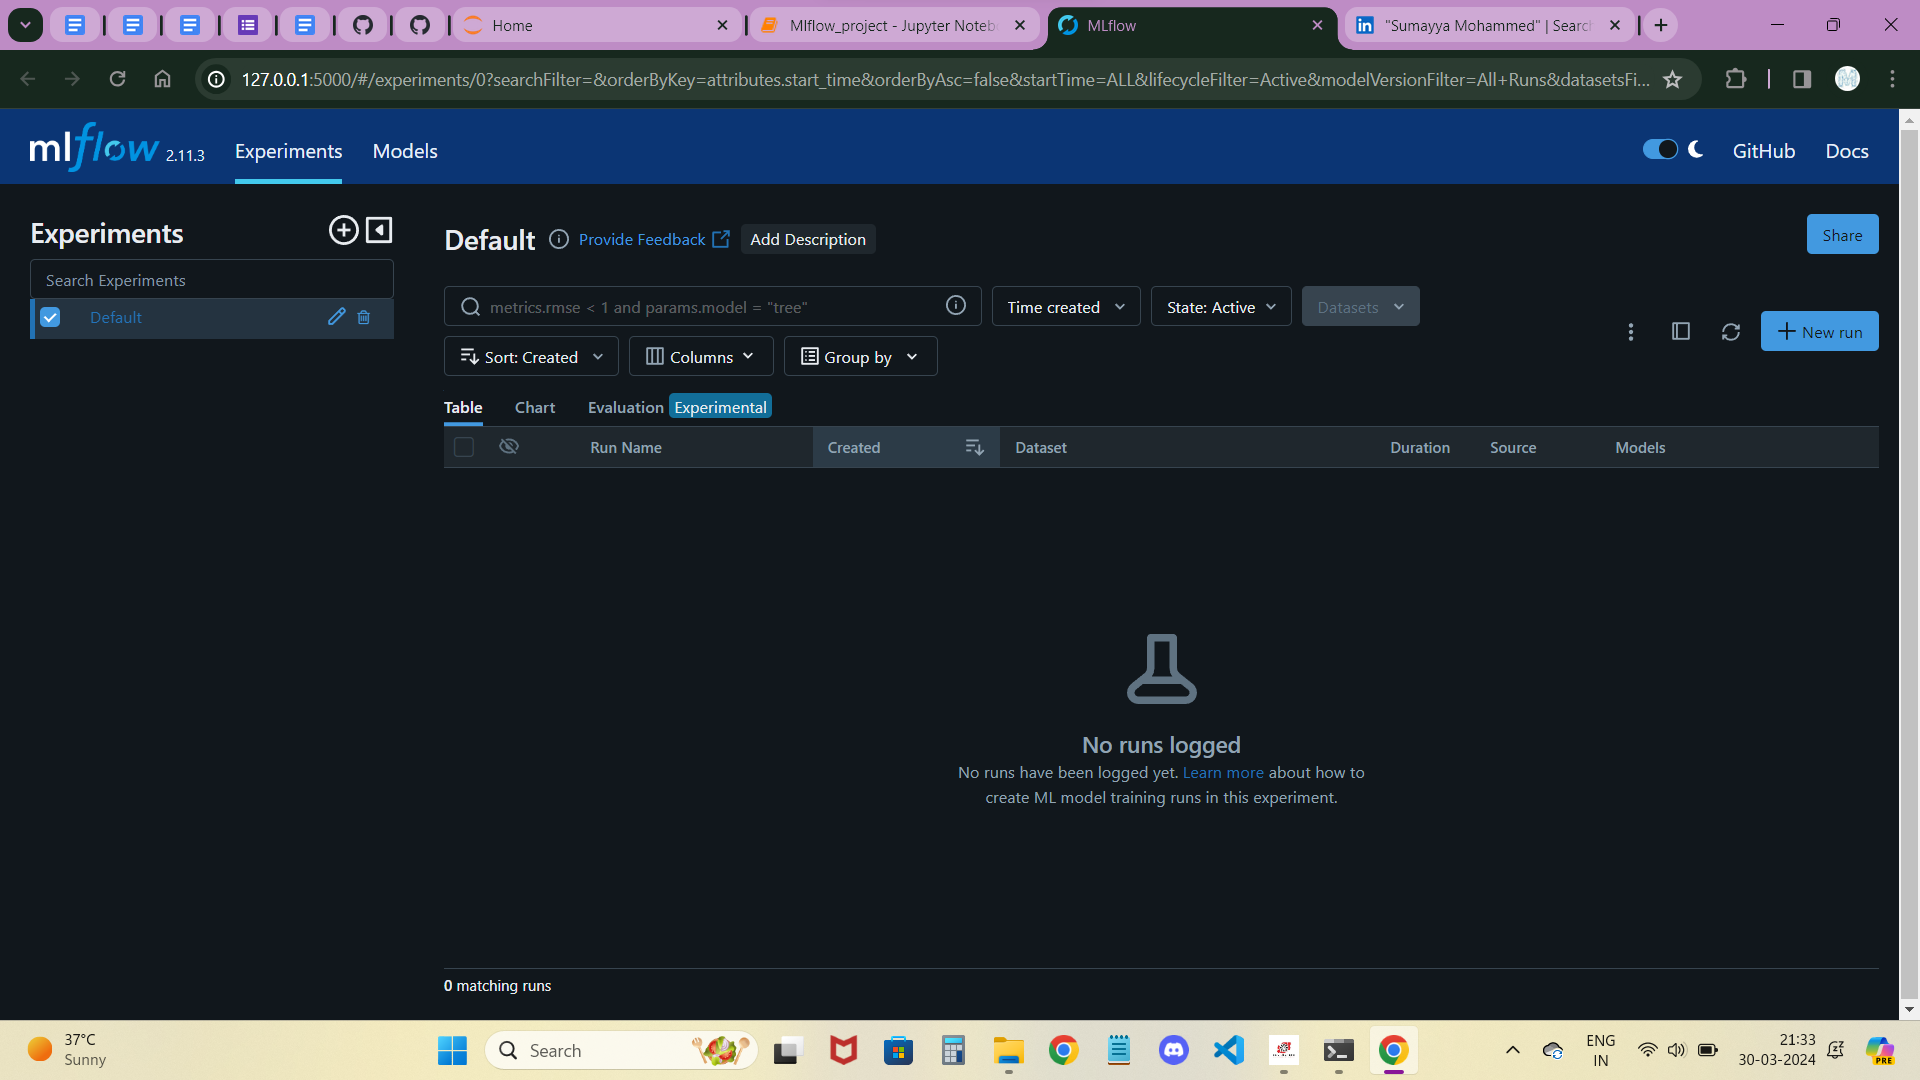 Home
Mlflow_project - Jupyter Noteb
MLflow
"Sumayya Mohammed" | Searc
127.0.0.1:5000/#/experiments/0?searchFilter=&orderByKey=attributes.start_time&orderByAsc=false&startTime=ALL&lifecycleFilter=Active&modelVersionFilter=All+Runs&datasetsFi...
mlflow 2.11.3
Experiments
Models
GitHub
Docs
Experiments
Search Experiments
Default
Default
Provide Feedback
Add Description
Share
metrics.rmse < 1 and params.model = "tree"
Time created
State: Active
Datasets
Sort: Created
Columns
Group by
New run
Table
Chart
Evaluation Experimental
Run Name
Created
Dataset
Duration
Source
Models
No runs logged
No runs have been logged yet. Learn more about how to
create ML model training runs in this experiment.
0 matching runs
37°C
Sunny
Search
ENG
IN
21:33
30-03-2024
PRE